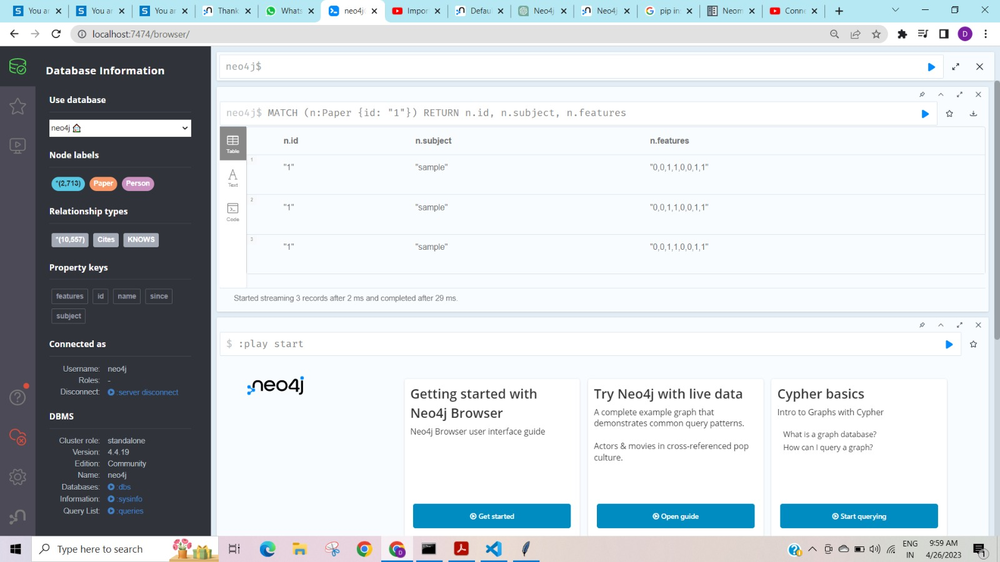 You ar
You ar
You ar
Thank
Whats
neo4j
Impor
Defau
Neo4j
Neo4j
pip in
Neom
Conne
localhost:7474/browser/
D
Database Information
Use database
neo4j
Node labels
*(2,713) Paper Person
Relationship types
*(10,557) Cites KNOWS
Property keys
features id name since
subject
Connected as
Username: neo4j
Roles: -
Disconnect: :server disconnect
DBMS
Cluster role: standalone
Version: 4.4.19
Edition: Community
Name: neo4j
Databases: :dbs
Information: :sysinfo
Query List: :queries
neo4j$
neo4j$ MATCH (n:Paper {id: "1"}) RETURN n.id, n.subject, n.features
Table
Text
Code
n.id n.subject n.features
1 "1" "sample" "0,0,1,1,0,0,1,1"
2 "1" "sample" "0,0,1,1,0,0,1,1"
3 "1" "sample" "0,0,1,1,0,0,1,1"
Started streaming 3 records after 2 ms and completed after 29 ms.
$ :play start
neo4j
Getting started with
Neo4j Browser
Neo4j Browser user interface guide
Get started
Try Neo4j with live data
A complete example graph that
demonstrates common query patterns.
Actors & movies in cross-referenced pop
culture.
Open guide
Cypher basics
Intro to Graphs with Cypher
What is a graph database?
How can I query a graph?
Start querying
Type here to search
ENG
IN
9:59 AM
4/26/2023
1